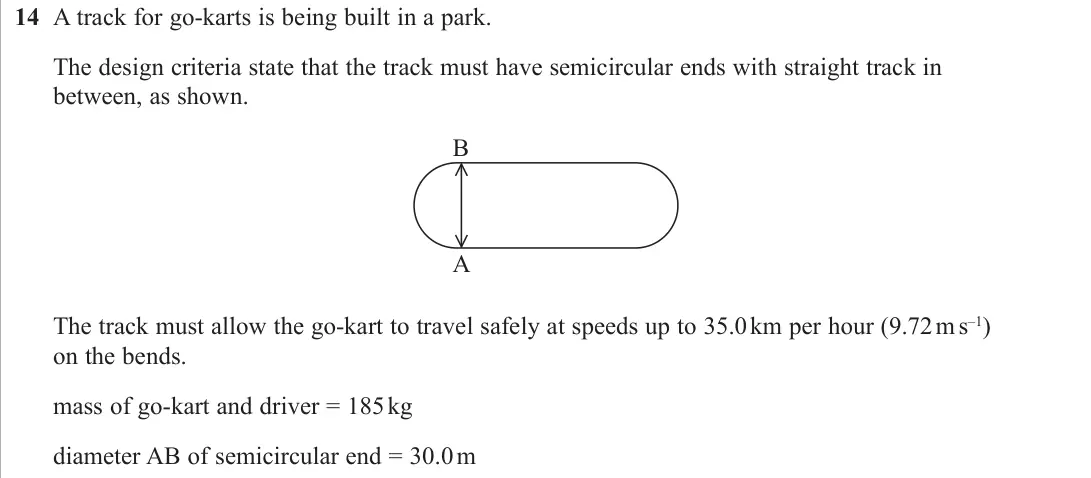 14 A track for go-karts is being built in a park.
The design criteria state that the track must have semicircular ends with straight track in
between, as shown.
B
A
The track must allow the go-kart to travel safely at speeds up to 35.0 km per hour (9.72 m s⁻¹)
on the bends.
mass of go-kart and driver = 185 kg
diameter AB of semicircular end = 30.0 m